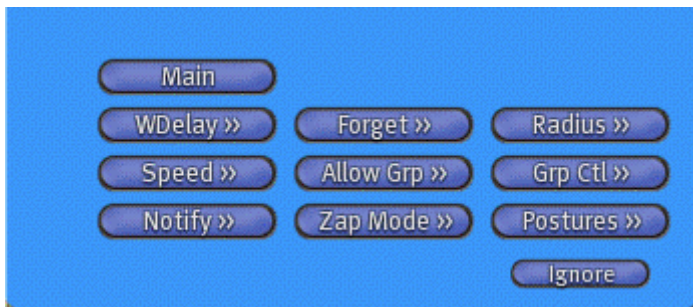 Main
WDelay »
Forget »
Radius »
Speed »
Allow Grp »
Grp Ctl »
Notify »
Zap Mode »
Postures »
Ignore